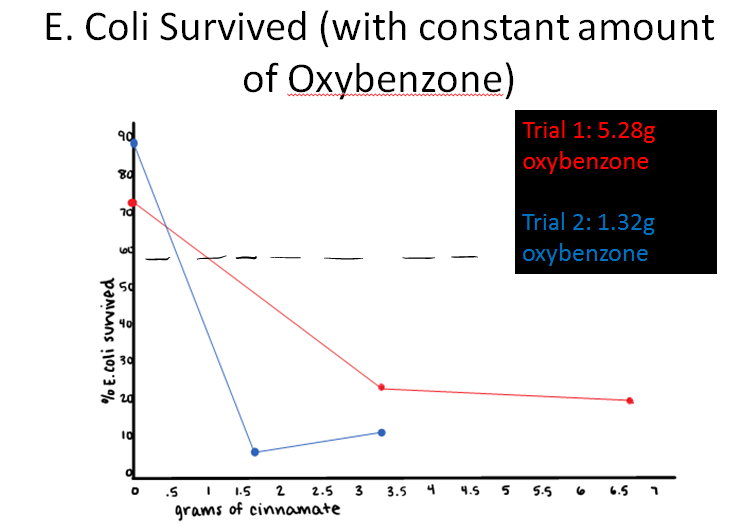 E. Coli Survived (with constant amount
of Oxybenzone)
Trial 1: 5.28g
oxybenzone
Trial 2: 1.32g
oxybenzone
90
80
70
60
50
40
30
20
10
0
% E.coli survived
0 .5 1 1.5 2 2.5 3 3.5 4 4.5 5 5.5 6 6.5 7
grams of cinnamate